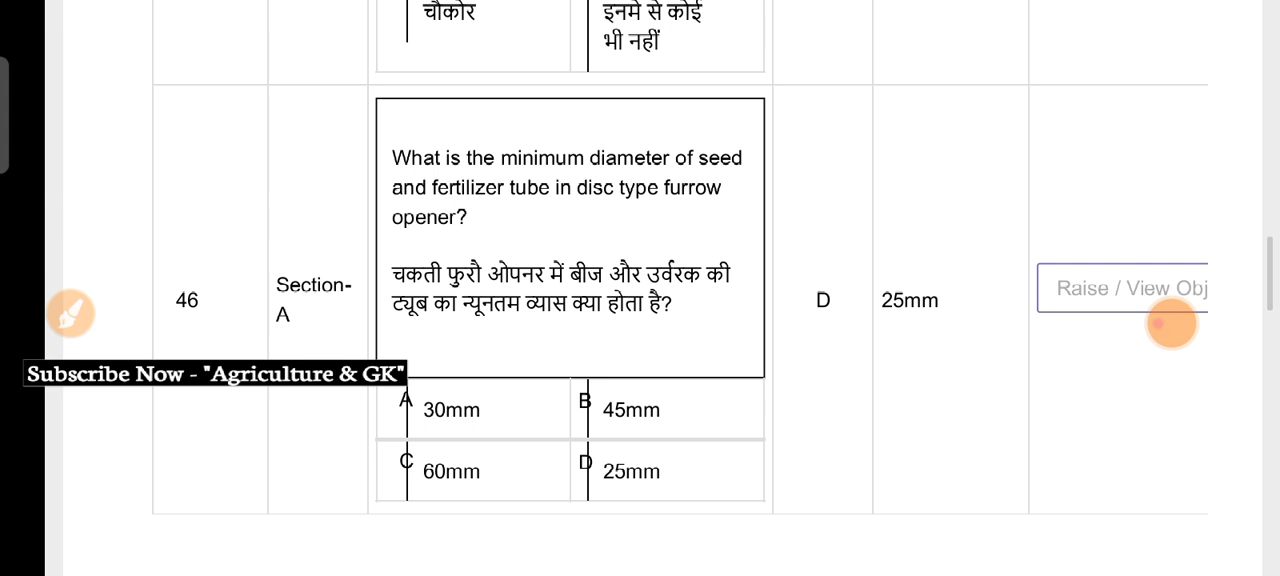 चौकोर
इनमें से कोई
भी नहीं
What is the minimum diameter of seed
and fertilizer tube in disc type furrow
opener?
चकती फुरौ ओपनर में बीज और उर्वरक की
ट्यूब का न्यूनतम व्यास क्या होता है?
46
Section-
A
D
25mm
Raise / View Obj
Subscribe Now - "Agriculture & GK"
A
30mm
B
45mm
C
60mm
D
25mm